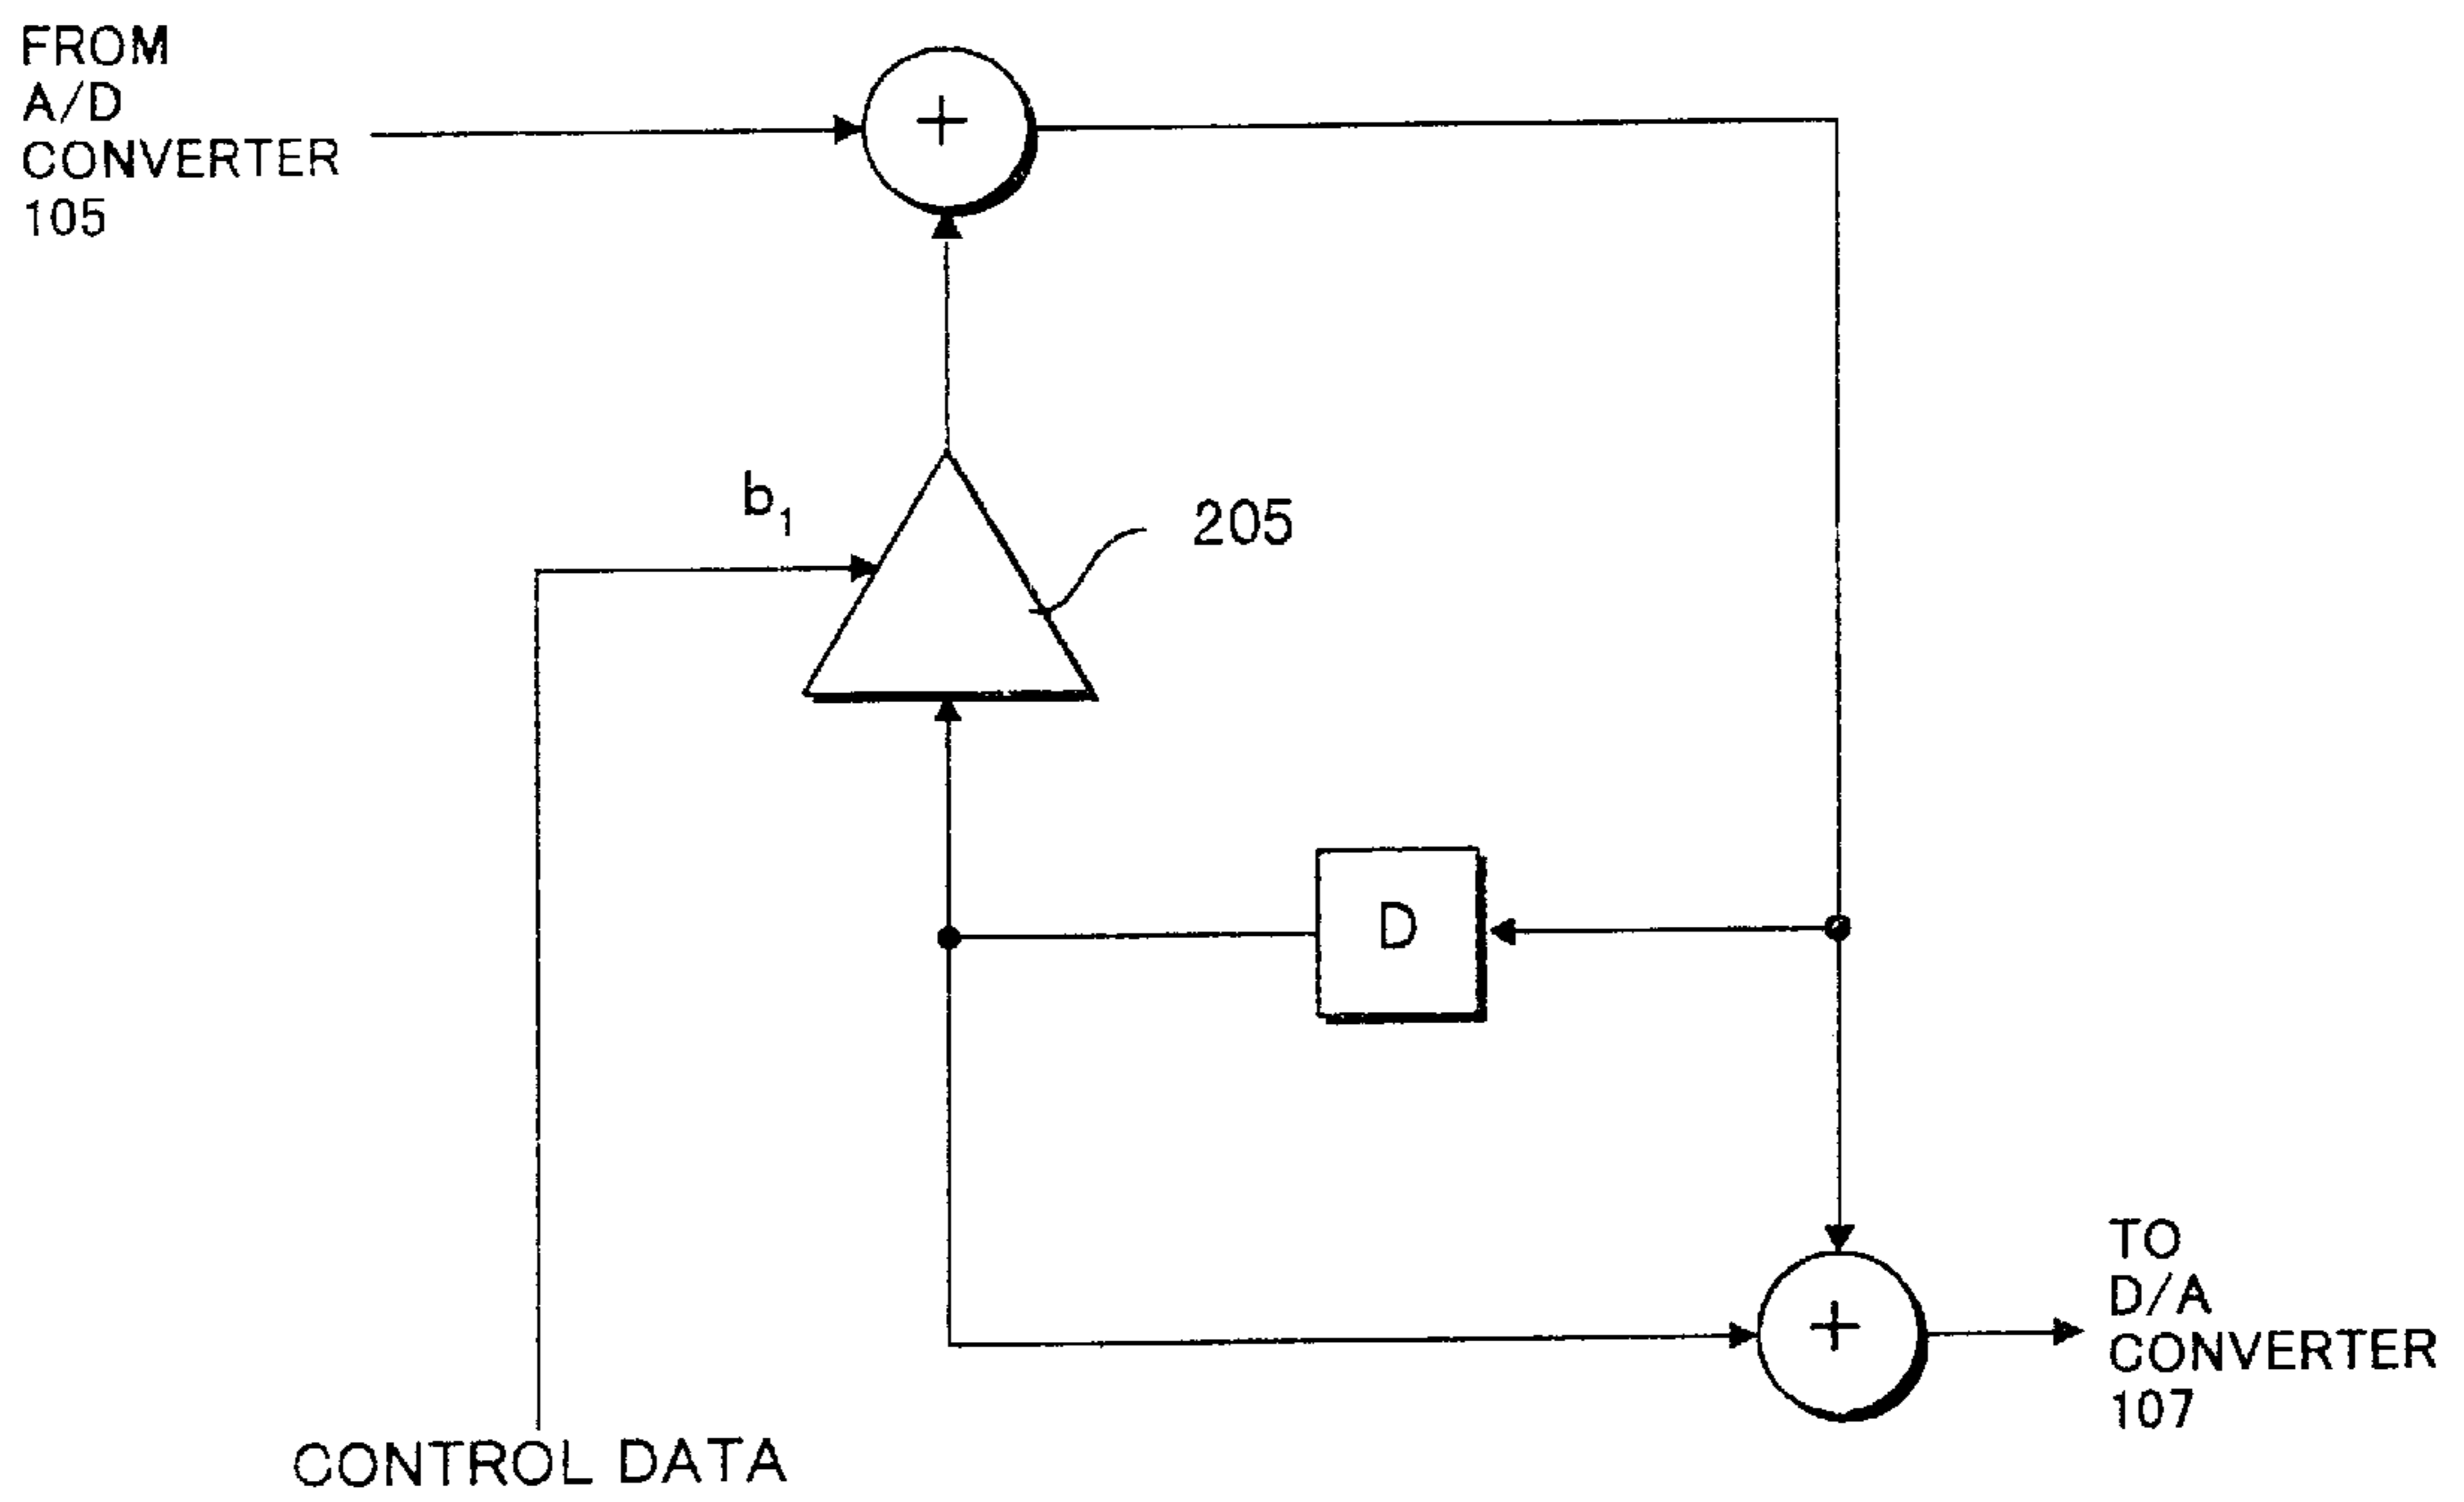 FROM
A/D
CONVERTER
105
+
b₁
205
D
+
TO
D/A
CONVERTER
107
CONTROL DATA